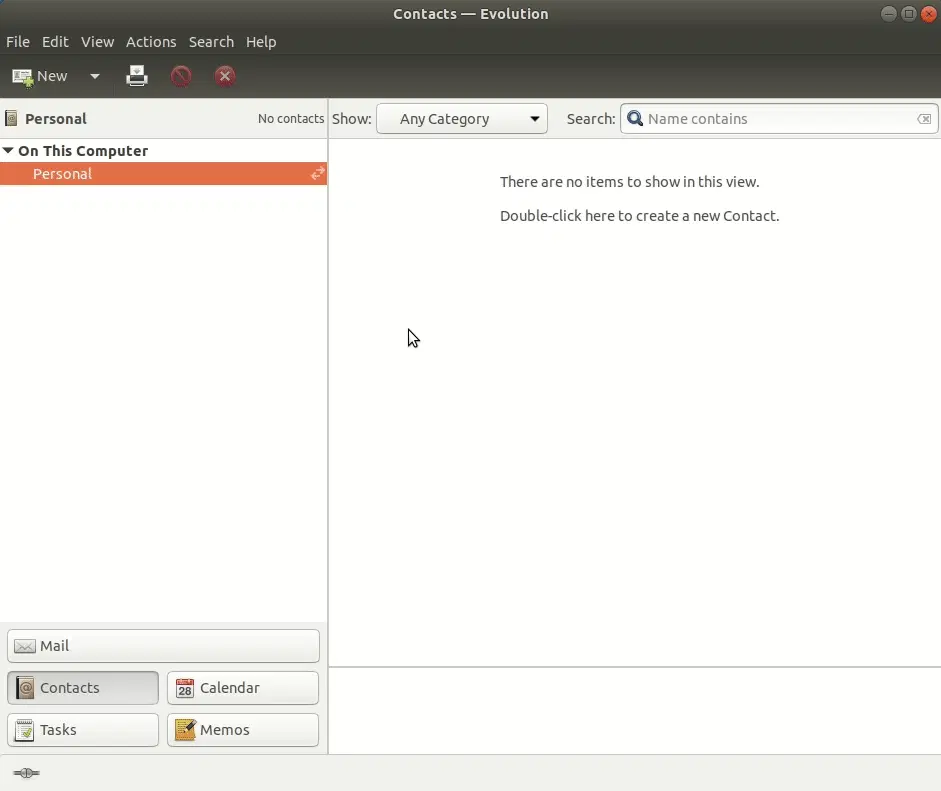 Contacts — Evolution
File Edit View Actions Search Help
New
Personal No contacts Show: Any Category Search: Name contains
On This Computer
Personal
There are no items to show in this view.
Double-click here to create a new Contact.
Mail
Contacts 28 Calendar
Tasks Memos